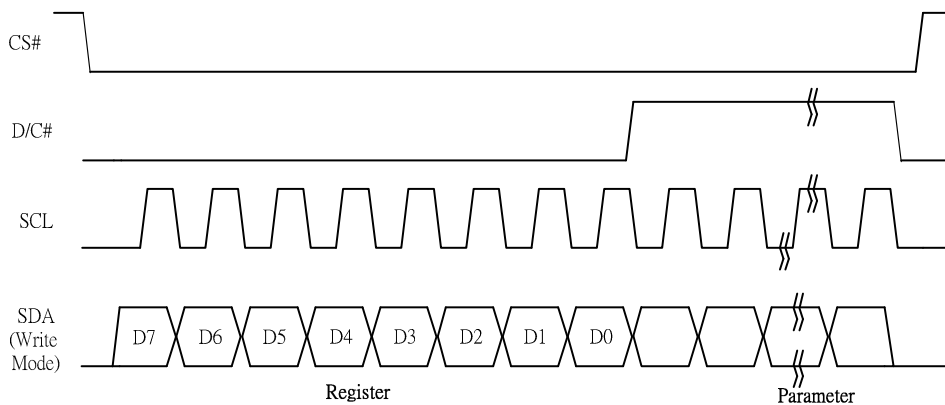 CS#
D/C#
SCL
SDA
(Write
Mode)
D7 D6 D5 D4 D3 D2 D1 D0
Register Parameter